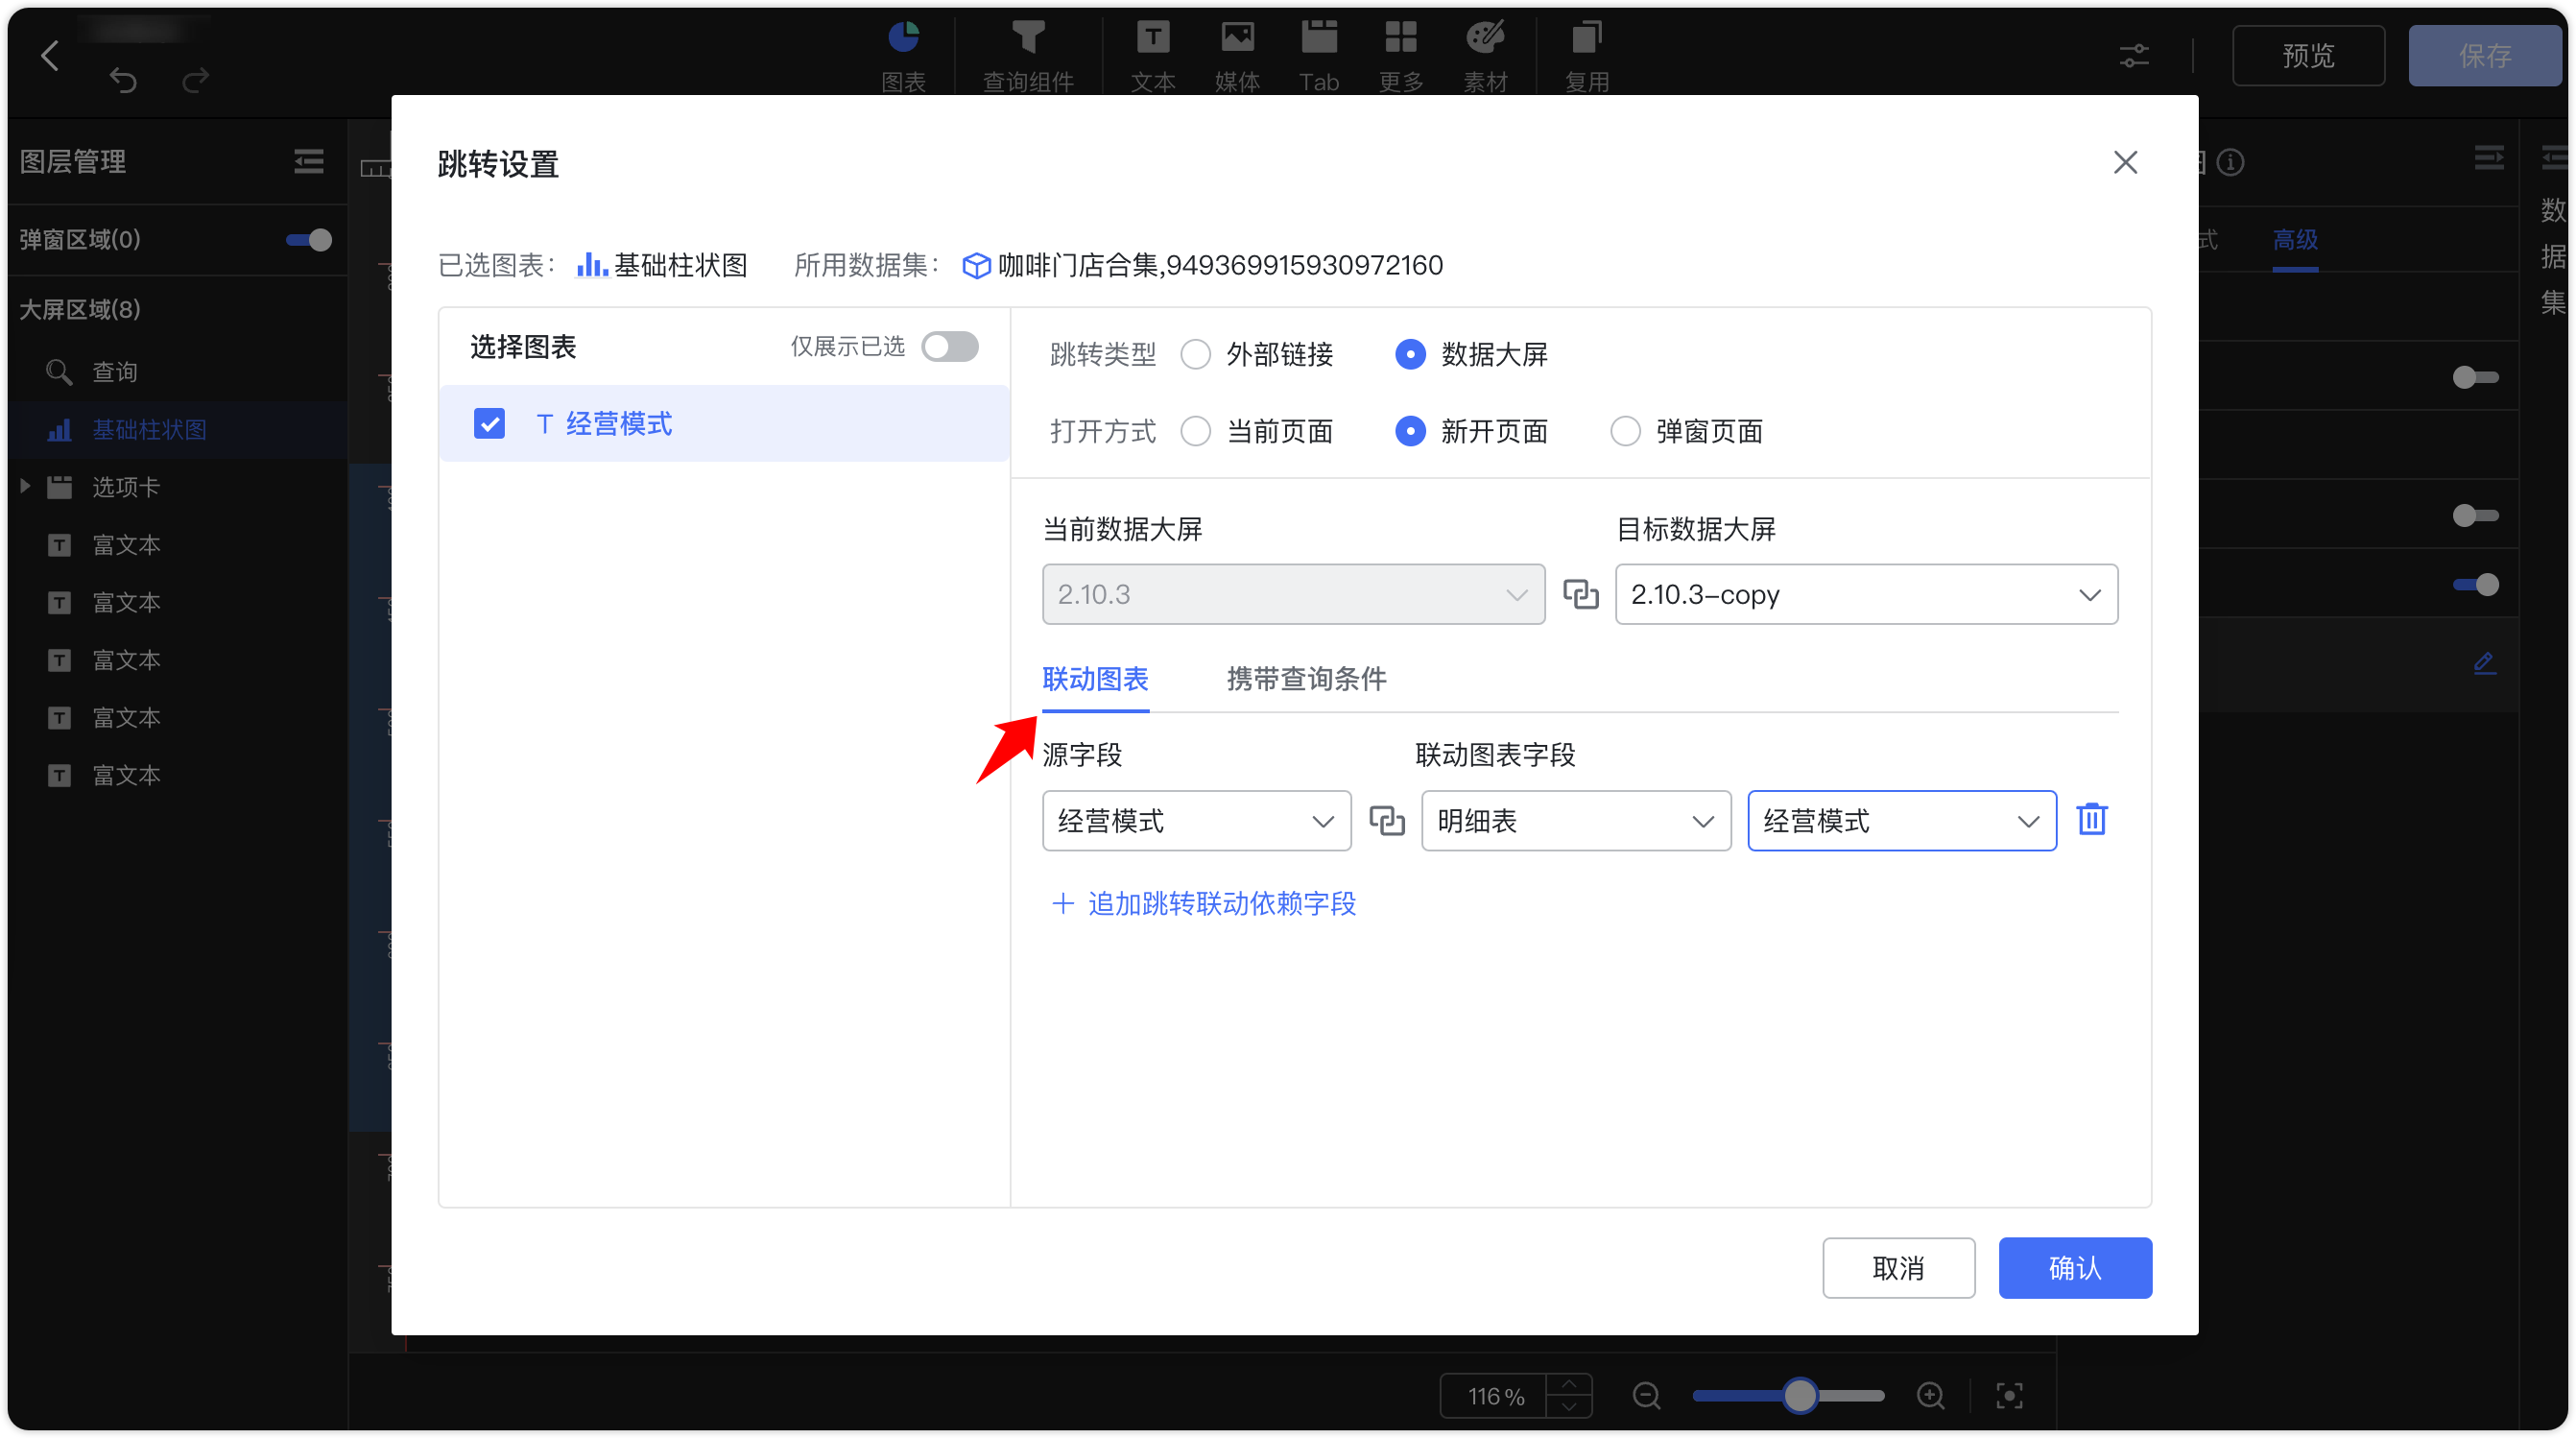 图表
查询组件
文本
媒体
Tab
更多
素材
复用
预览
保存
图层管理
弹窗区域(0)
大屏区域(8)
查询
基础柱状图
选项卡
富文本
富文本
富文本
富文本
富文本
跳转设置
已选图表： 基础柱状图 所用数据集： 咖啡门店合集,949369915930972160
选择图表 仅展示已选
T 经营模式
跳转类型 外部链接 数据大屏
打开方式 当前页面 新开页面 弹窗页面
当前数据大屏 目标数据大屏
2.10.3 2.10.3-copy
联动图表 携带查询条件
源字段 联动图表字段
经营模式 明细表 经营模式
追加跳转联动依赖字段
取消 确认
式 高级
数据集
116 %